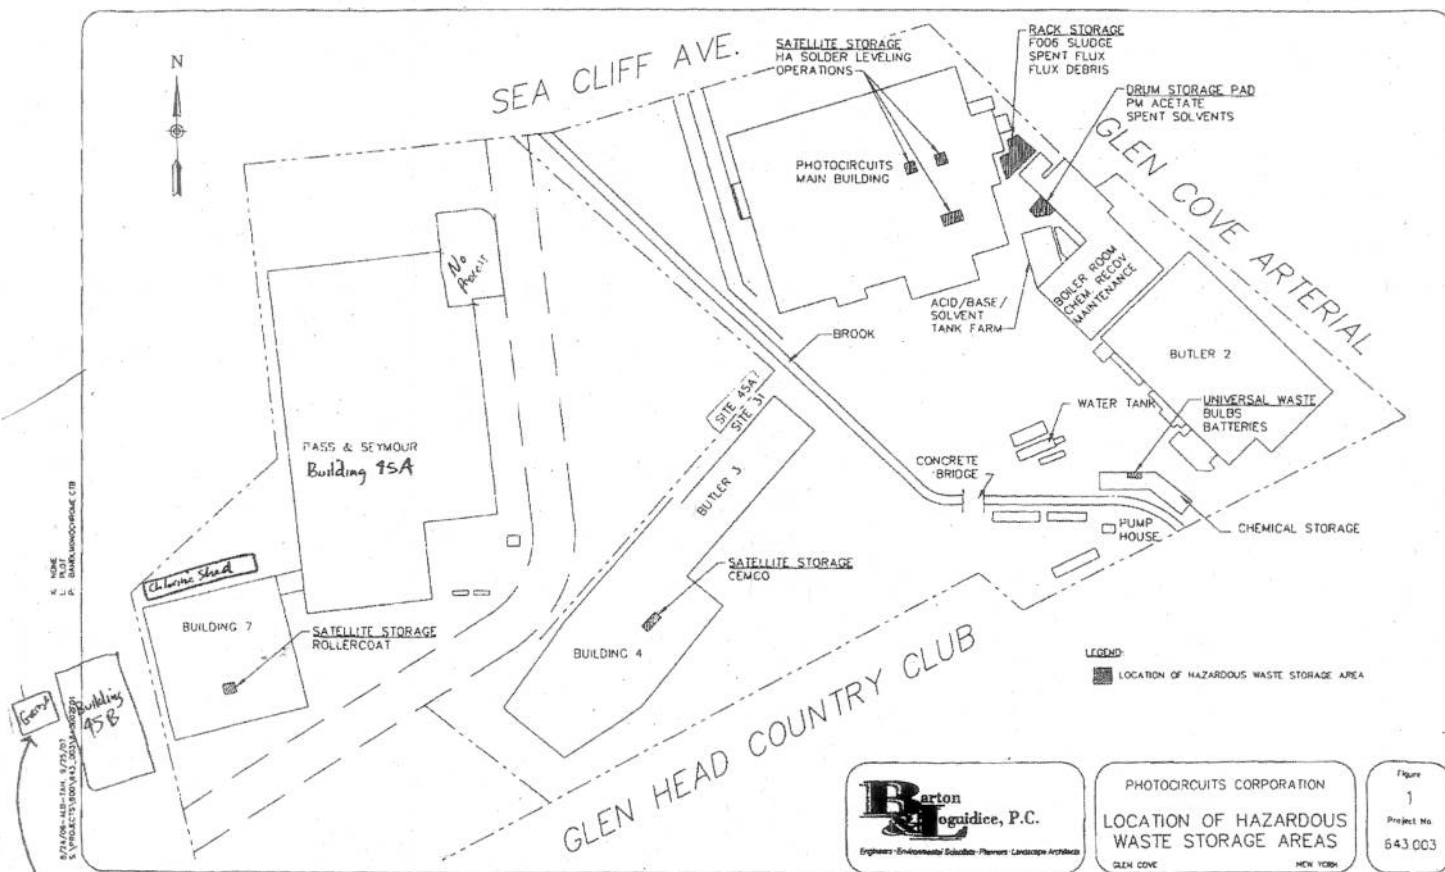 N
SEA CLIFF AVE.
SATELLITE STORAGE
HA SOLDER LEVELING
OPERATIONS
RACK STORAGE
F006 SLUDGE
SPENT FLUX
FLUX DEBRIS
DRUM STORAGE PAD
PM ACETATE
SPENT SOLVENTS
GLEN COVE ARTERIAL
PHOTOCIRCUITS
MAIN BUILDING
No
Process
ACID/BASE/
SOLVENT
TANK FARM
BOILER ROOM
CHEM. RECOV.
MAINTENANCE
BROOK
BUTLER 2
SITE 45A?
SITE 31
WATER TANK
UNIVERSAL WASTE
BULBS
BATTERIES
PASS & SEYMOUR
Building 45A
BUTLER 3
CONCRETE
BRIDGE
PUMP
HOUSE
CHEMICAL STORAGE
Chlorine Shed
SATELLITE STORAGE
CEMCO
BUILDING 7
SATELLITE STORAGE
ROLLERCOAT
BUILDING 4
Building
45B
Garage
GLEN HEAD COUNTRY CLUB
LEGEND:
LOCATION OF HAZARDOUS WASTE STORAGE AREA
Barton
& Loguidice, P.C.
Engineers · Environmental Scientists · Planners · Landscape Architects
PHOTOCIRCUITS CORPORATION
LOCATION OF HAZARDOUS
WASTE STORAGE AREAS
GLEN COVE
NEW YORK
Figure
1
Project No
643.003